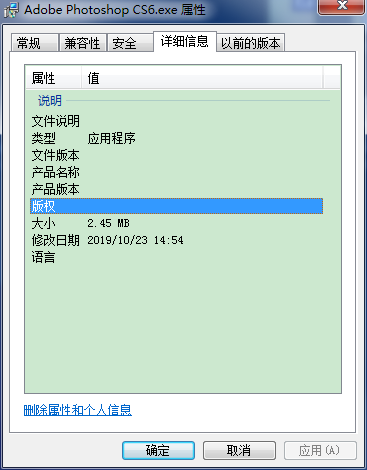 Adobe Photoshop CS6.exe 属性
常规 兼容性 安全 详细信息 以前的版本
属性 值
说明
文件说明
类型 应用程序
文件版本
产品名称
产品版本
版权
大小 2.45 MB
修改日期 2019/10/23 14:54
语言
删除属性和个人信息
确定 取消 应用(A)